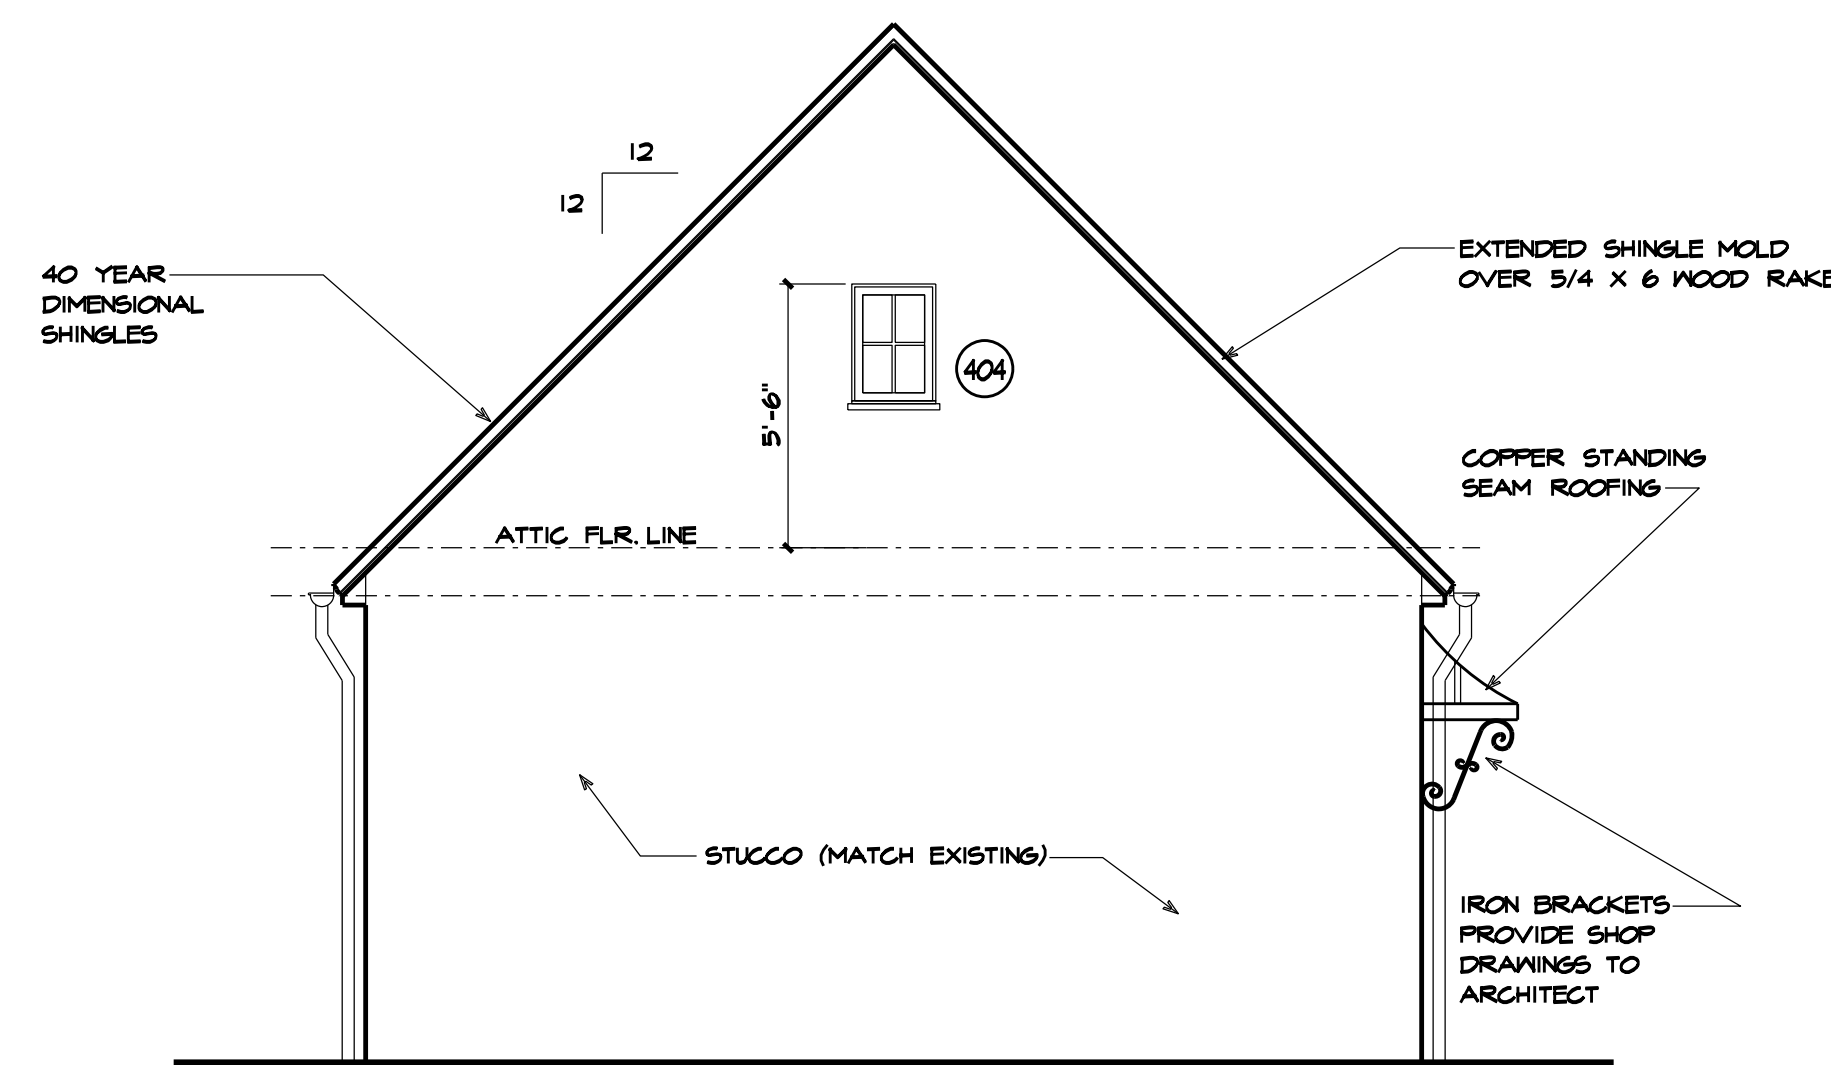 12
12
40 YEAR
DIMENSIONAL
SHINGLES
EXTENDED SHINGLE MOLD
OVER 5/4 X 6 WOOD RAKE
404
5'-6"
COPPER STANDING
SEAM ROOFING
ATTIC FLR. LINE
STUCCO (MATCH EXISTING)
IRON BRACKETS
PROVIDE SHOP
DRAWINGS TO
ARCHITECT